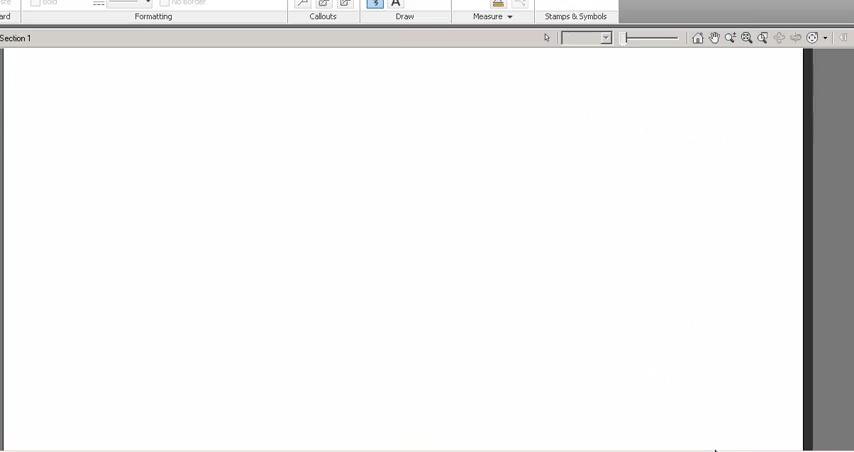 Bold No Border
Formatting Callouts Draw A Measure Stamps & Symbols
Section 1